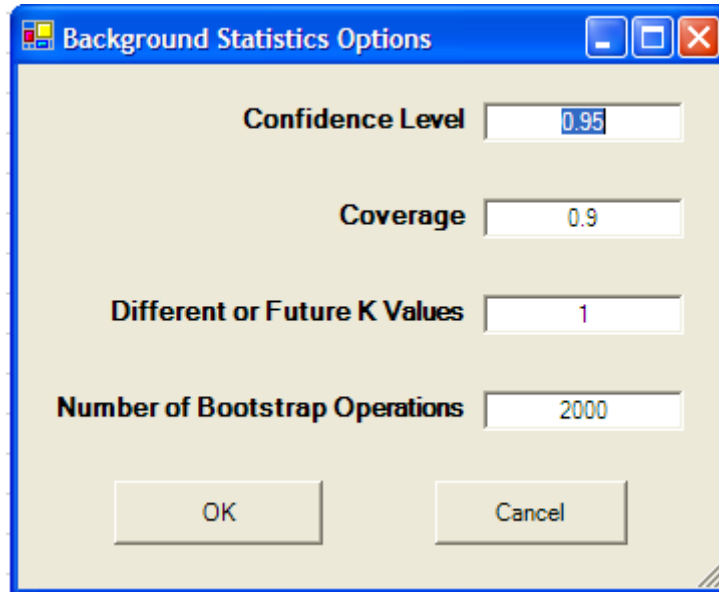 Background Statistics Options
Confidence Level 0.95
Coverage 0.9
Different or Future K Values 1
Number of Bootstrap Operations 2000
OK Cancel